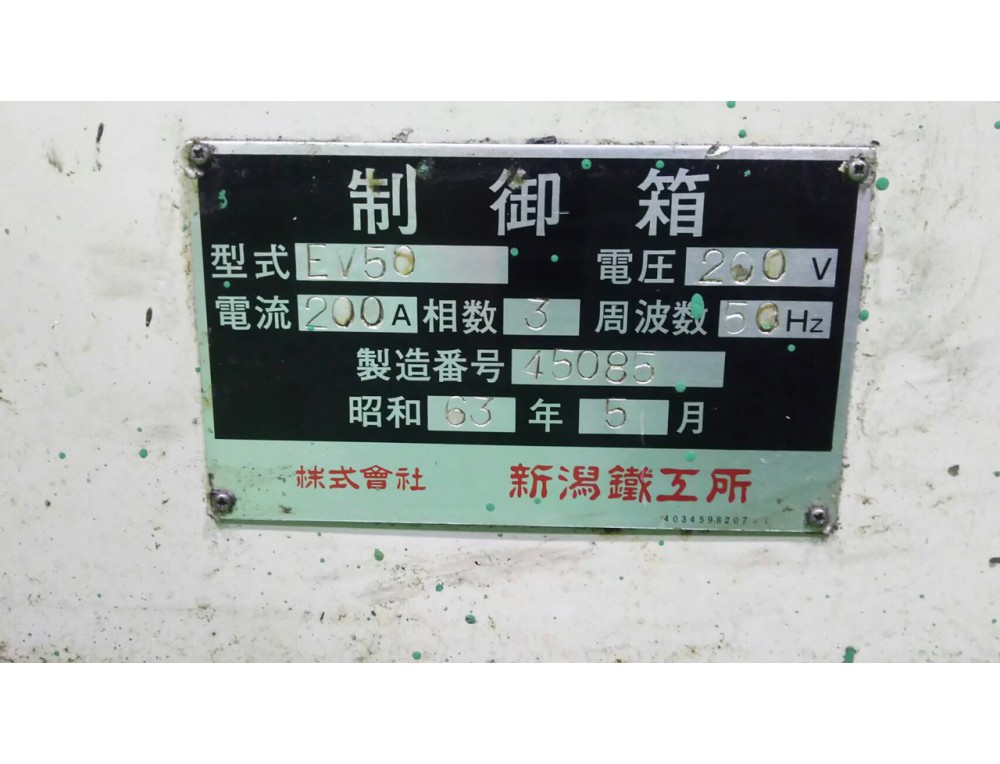 制御箱
型式 EV50 電圧 200 V
電流 200 A 相数 3 周波数 50 Hz
製造番号 45085
昭和 63 年 5 月
株式會社 新潟鐵工所
4034598207